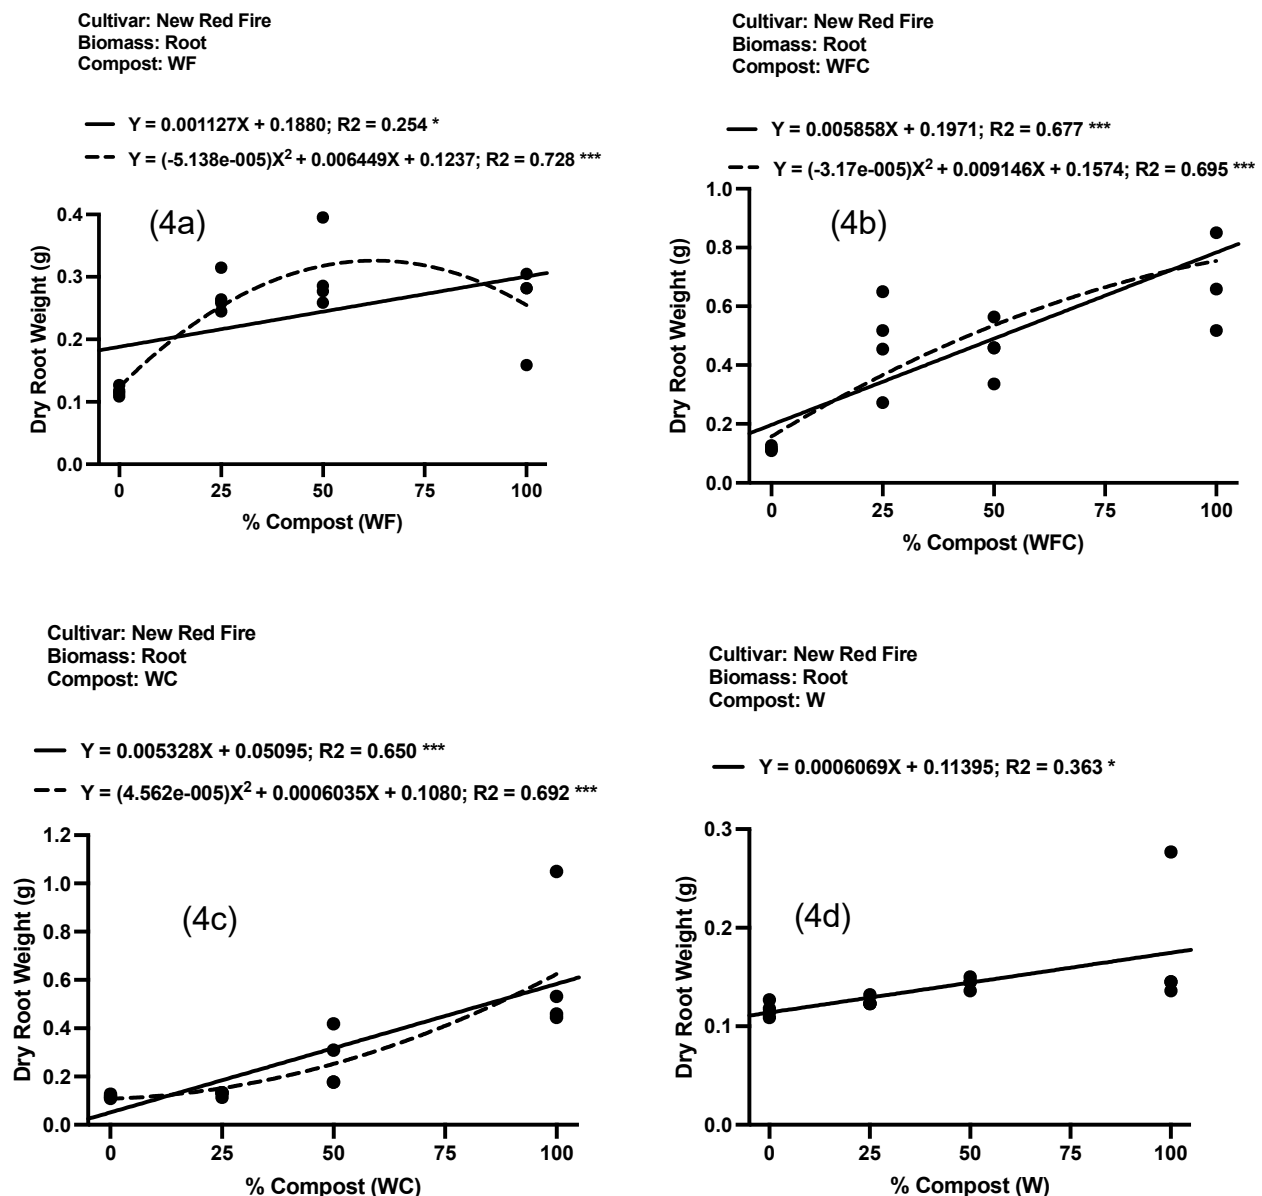 Cultivar: New Red Fire
Biomass: Root
Compost: WF
Y = 0.001127X + 0.1880; R2 = 0.254 *
Y = (-5.138e-005)X² + 0.006449X + 0.1237; R2 = 0.728 ***
(4a)
Dry Root Weight (g)
0.4
0.3
0.2
0.1
0.0
0 25 50 75 100
% Compost (WF)
Cultivar: New Red Fire
Biomass: Root
Compost: WFC
Y = 0.005858X + 0.1971; R2 = 0.677 ***
Y = (-3.17e-005)X² + 0.009146X + 0.1574; R2 = 0.695 ***
(4b)
Dry Root Weight (g)
1.0
0.8
0.6
0.4
0.2
0.0
0 25 50 75 100
% Compost (WFC)
Cultivar: New Red Fire
Biomass: Root
Compost: WC
Y = 0.005328X + 0.05095; R2 = 0.650 ***
Y = (4.562e-005)X² + 0.0006035X + 0.1080; R2 = 0.692 ***
(4c)
Dry Root Weight (g)
1.2
1.0
0.8
0.6
0.4
0.2
0.0
0 25 50 75 100
% Compost (WC)
Cultivar: New Red Fire
Biomass: Root
Compost: W
Y = 0.0006069X + 0.11395; R2 = 0.363 *
(4d)
Dry Root Weight (g)
0.3
0.2
0.1
0.0
0 25 50 75 100
% Compost (W)